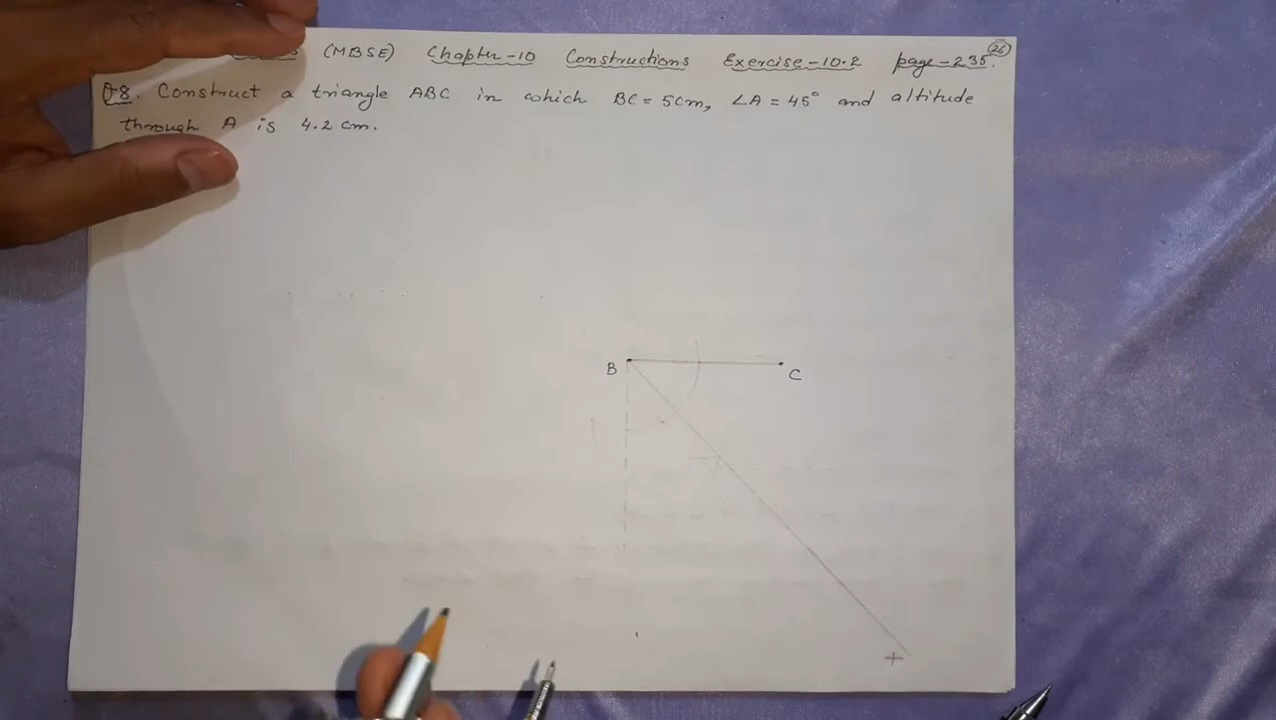 (MBSE) Chapter-10 Constructions Exercise-10.2 page-235. 26
Q8. Construct a triangle ABC in which BC = 5cm, ∠A = 45° and altitude
through A is 4.2 cm.
B
C